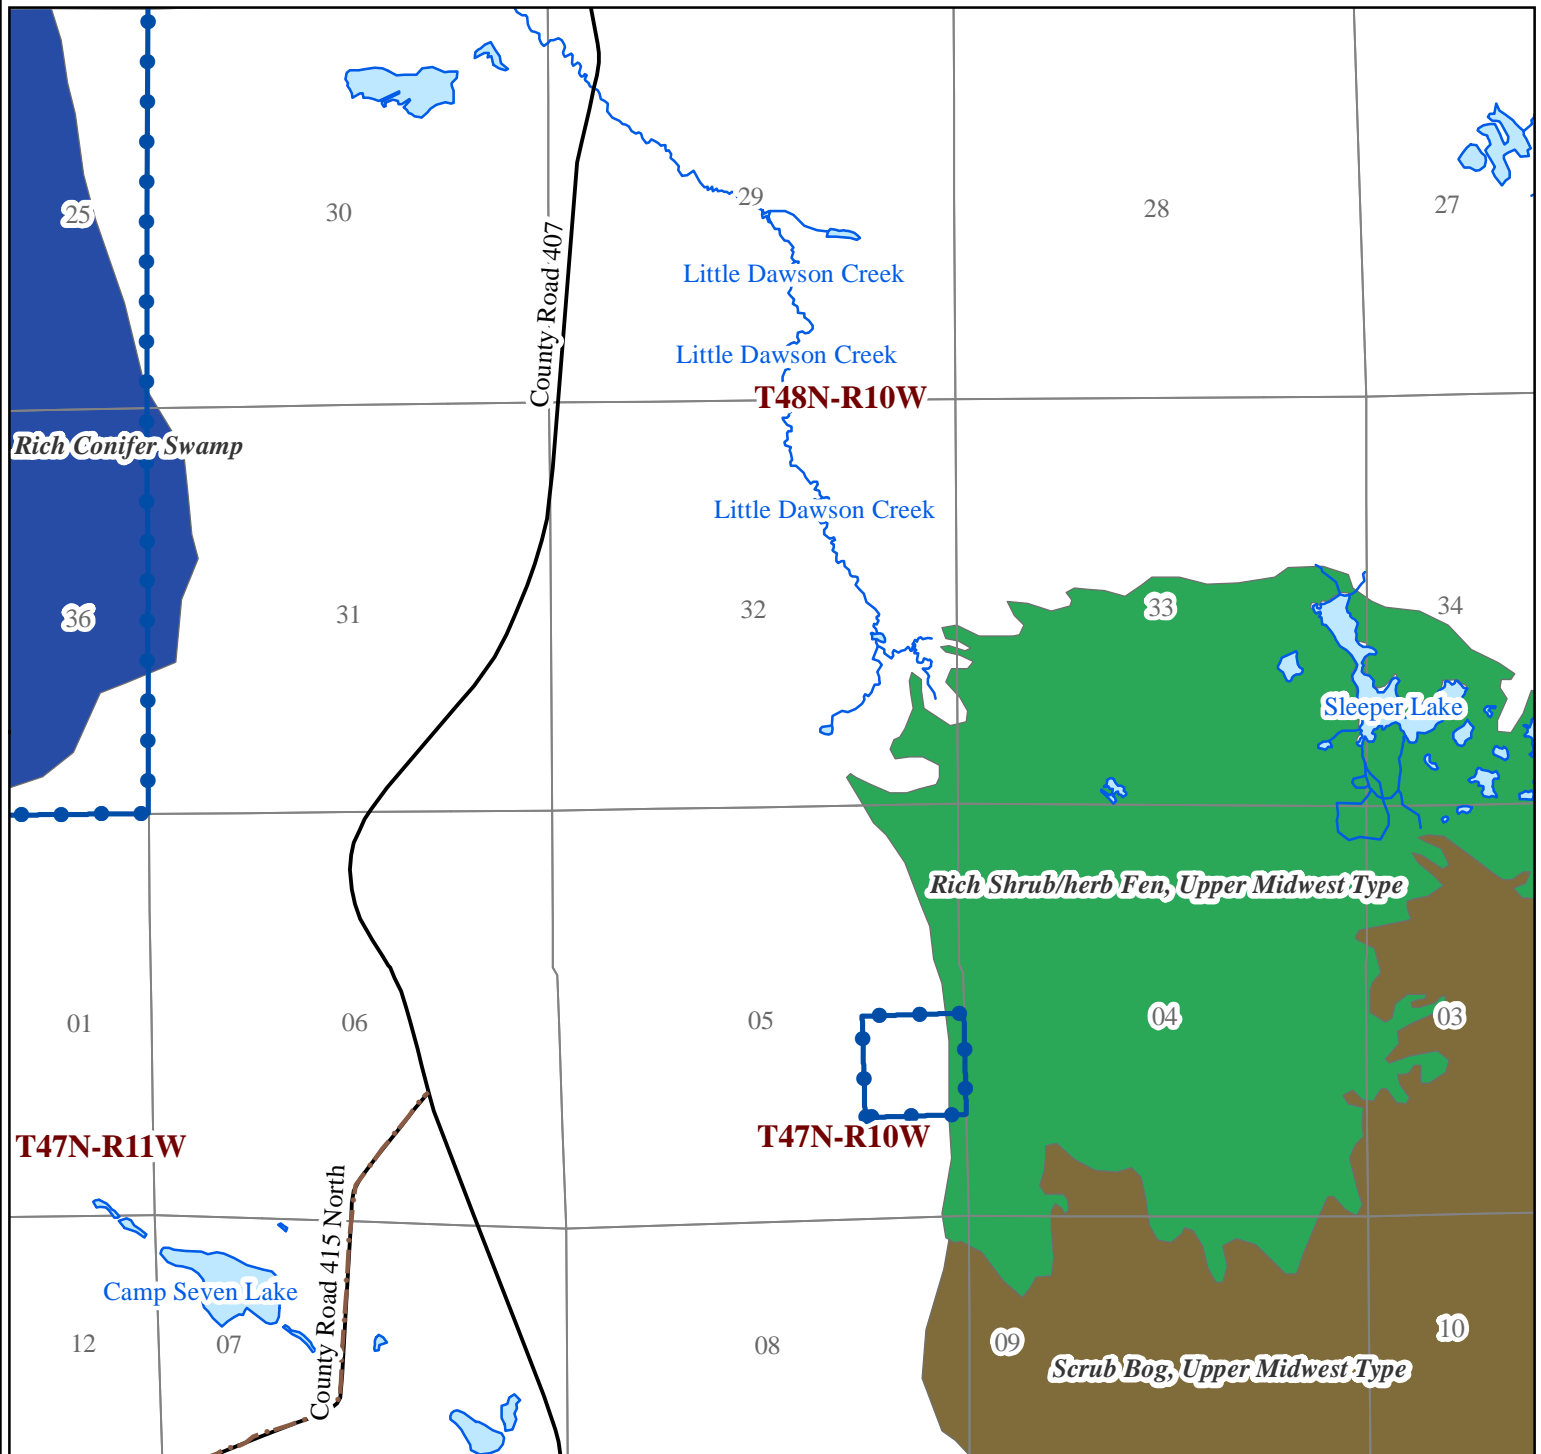 25
30
29
28
27
County Road 407
Little Dawson Creek
Little Dawson Creek
T48N-R10W
Rich Conifer Swamp
Little Dawson Creek
36
31
32
33
34
Sleeper Lake
Rich Shrub/herb Fen, Upper Midwest Type
01
06
05
04
03
T47N-R11W
T47N-R10W
County Road 415 North
Camp Seven Lake
12
07
08
09
10
Scrub Bog, Upper Midwest Type